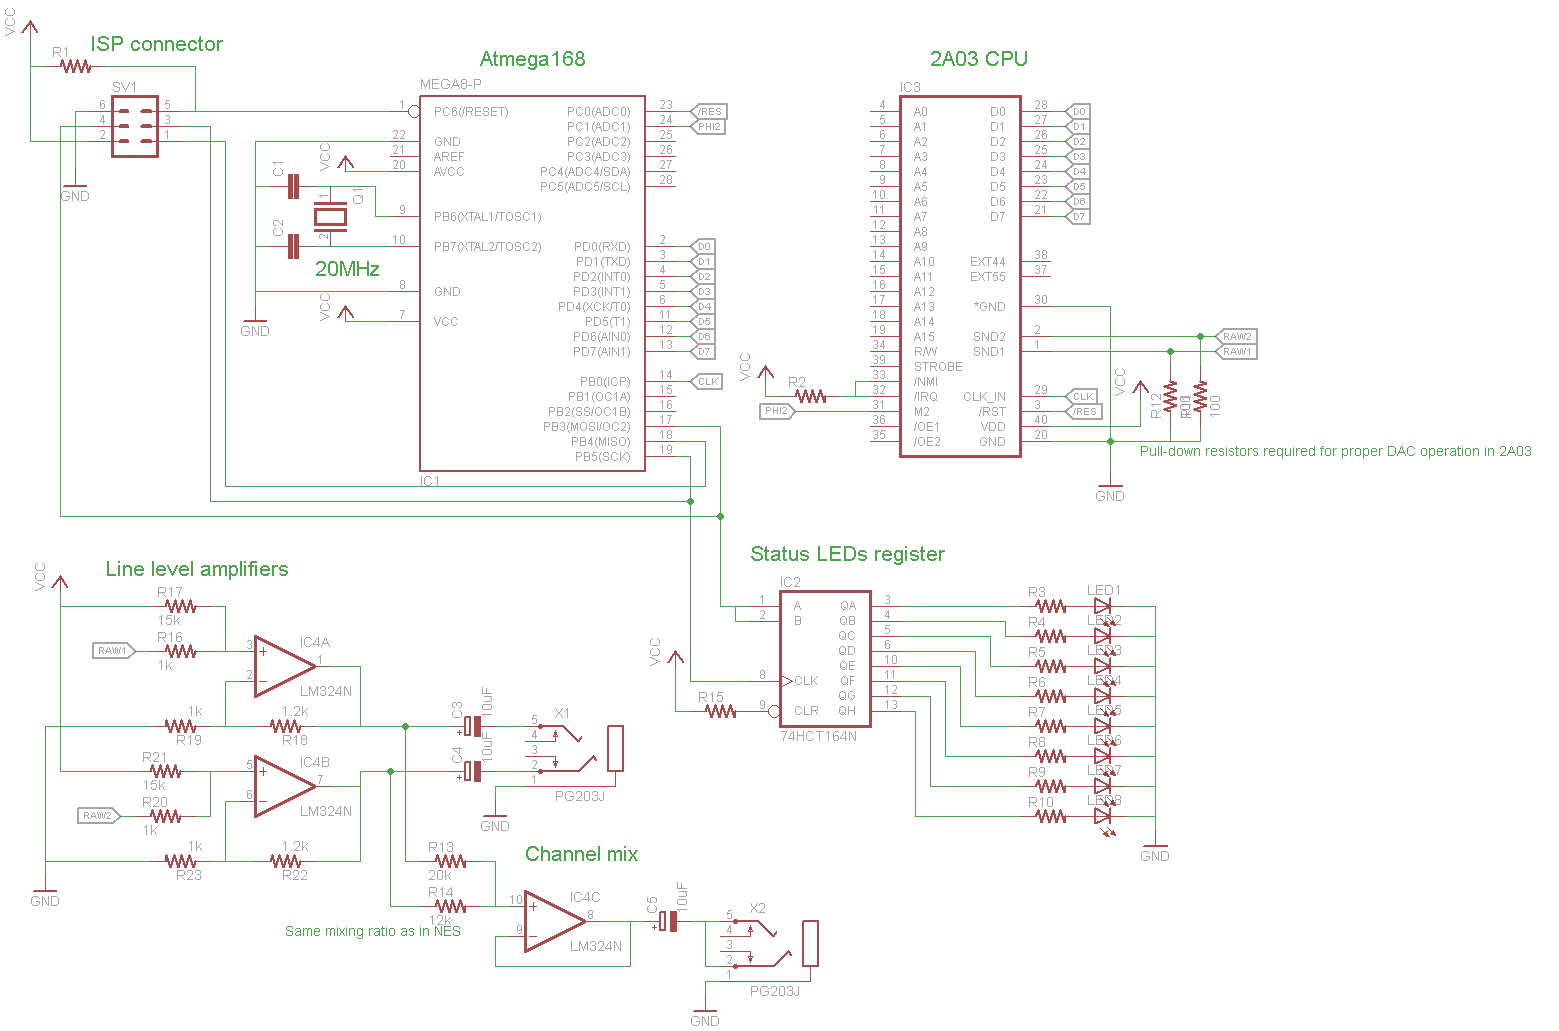 VCC
R1
ISP connector
SV1
6
4
2
5
3
1
GND
Atmega168
MEGA8-P
1 PC6(/RESET)
22 GND
21 AREF
20 AVCC
9 PB6(XTAL1/TOSC1)
10 PB7(XTAL2/TOSC2)
8 GND
7 VCC
PC0(ADC0) 23 /RES
PC1(ADC1) 24 PHI2
PC2(ADC2) 25
PC3(ADC3) 26
PC4(ADC4/SDA) 27
PC5(ADC5/SCL) 28
PD0(RXD) 2 D0
PD1(TXD) 3 D1
PD2(INT0) 4 D2
PD3(INT1) 5 D3
PD4(XCK/T0) 6 D4
PD5(T1) 11 D5
PD6(AIN0) 12 D6
PD7(AIN1) 13 D7
PB0(ICP) 14 CLK
PB1(OC1A) 15
PB2(SS/OC1B) 16
PB3(MOSI/OC2) 17
PB4(MISO) 18
PB5(SCK) 19
IC1
VCC
C1
C2
Q1
1
2
20MHz
VCC
GND
2A03 CPU
IC3
4 A0
5 A1
6 A2
7 A3
8 A4
9 A5
10 A6
11 A7
12 A8
13 A9
14 A10
15 A11
16 A12
17 A13
18 A14
19 A15
34 R/W
39 STROBE
33 /NMI
32 /IRQ
31 M2
36 /OE1
35 /OE2
D0 28 D0
D1 27 D1
D2 26 D2
D3 25 D3
D4 24 D4
D5 23 D5
D6 22 D6
D7 21 D7
EXT44 38
EXT55 37
*GND 30
SND2 2 RAW2
SND1 1 RAW1
CLK_IN 29 CLK
/RST 3 /RES
VDD 40
GND 20
VCC
R2
PHI2
VCC
R12
100
GND
Pull-down resistors required for proper DAC operation in 2A03
Line level amplifiers
VCC
R17
15k
RAW1
R16
1k
3
2
1
IC4A
LM324N
1k
R19
1.2k
R18
R21
15k
RAW2
R20
1k
5
6
7
IC4B
LM324N
1k
R23
1.2k
R22
GND
C3
10uF
C4
10uF
X1
5
4
3
2
1
PG203J
GND
R13
20k
R14
12k
Same mixing ratio as in NES
Channel mix
10
9
8
IC4C
LM324N
C5
10uF
X2
5
4
3
2
1
PG203J
GND
Status LEDs register
IC2
1 A
2 B
8 CLK
9 CLR
QA 3
QB 4
QC 5
QD 6
QE 10
QF 11
QG 12
QH 13
74HCT164N
VCC
R15
R3 LED1
R4 LED2
R5 LED3
R6 LED4
R7 LED5
R8 LED6
R9 LED7
R10 LED8
GND